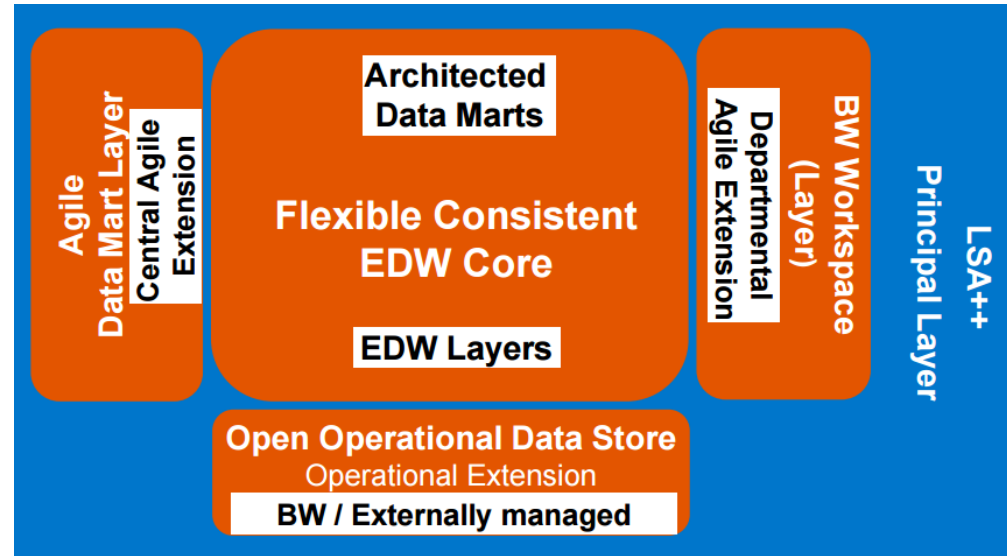 Agile
Data Mart Layer
Central Agile
Extension
Architected
Data Marts
Flexible Consistent
EDW Core
EDW Layers
BW Workspace
(Layer)
Departmental
Agile Extension
Open Operational Data Store
Operational Extension
BW / Externally managed
LSA++
Principal Layer